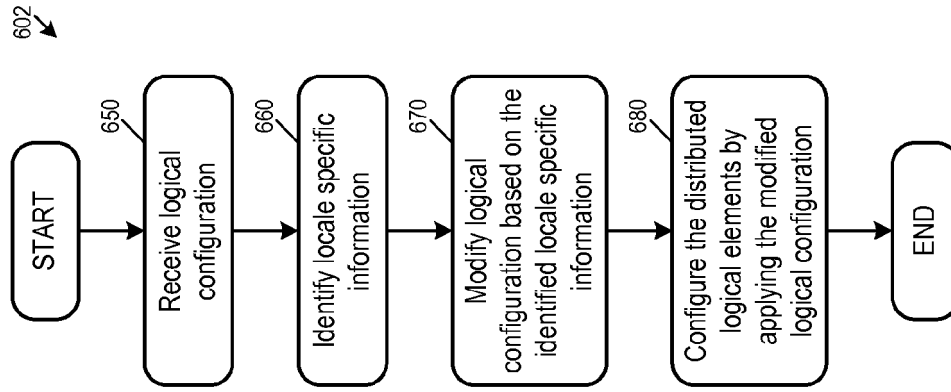 602
START
650
Receive logical
configuration
660
Identify locale specific
information
670
Modify logical
configuration based on the
identified locale specific
information
680
Configure the distributed
logical elements by
applying the modified
logical configuration
END